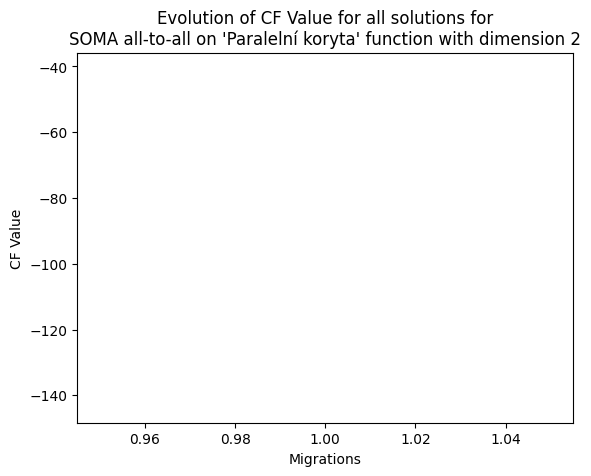 Evolution of CF Value for all solutions for
SOMA all-to-all on 'Paralelní koryta' function with dimension 2
CF Value
−40
−60
−80
−100
−120
−140
0.96
0.98
1.00
1.02
1.04
Migrations